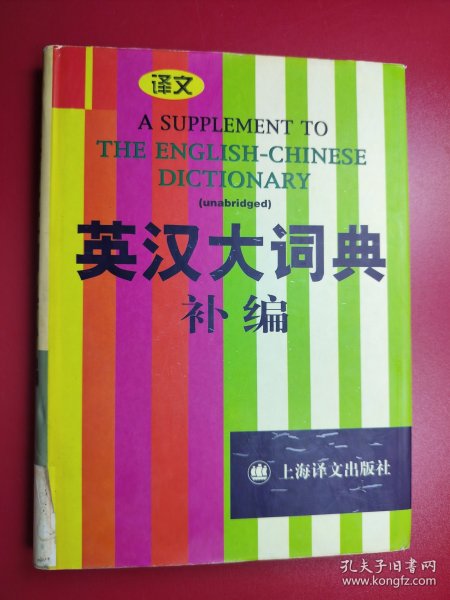 译文
A SUPPLEMENT TO
THE ENGLISH-CHINESE
DICTIONARY
(unabridged)
英汉大词典
补编
上海译文出版社
孔夫子旧书网
www.kongfz.com